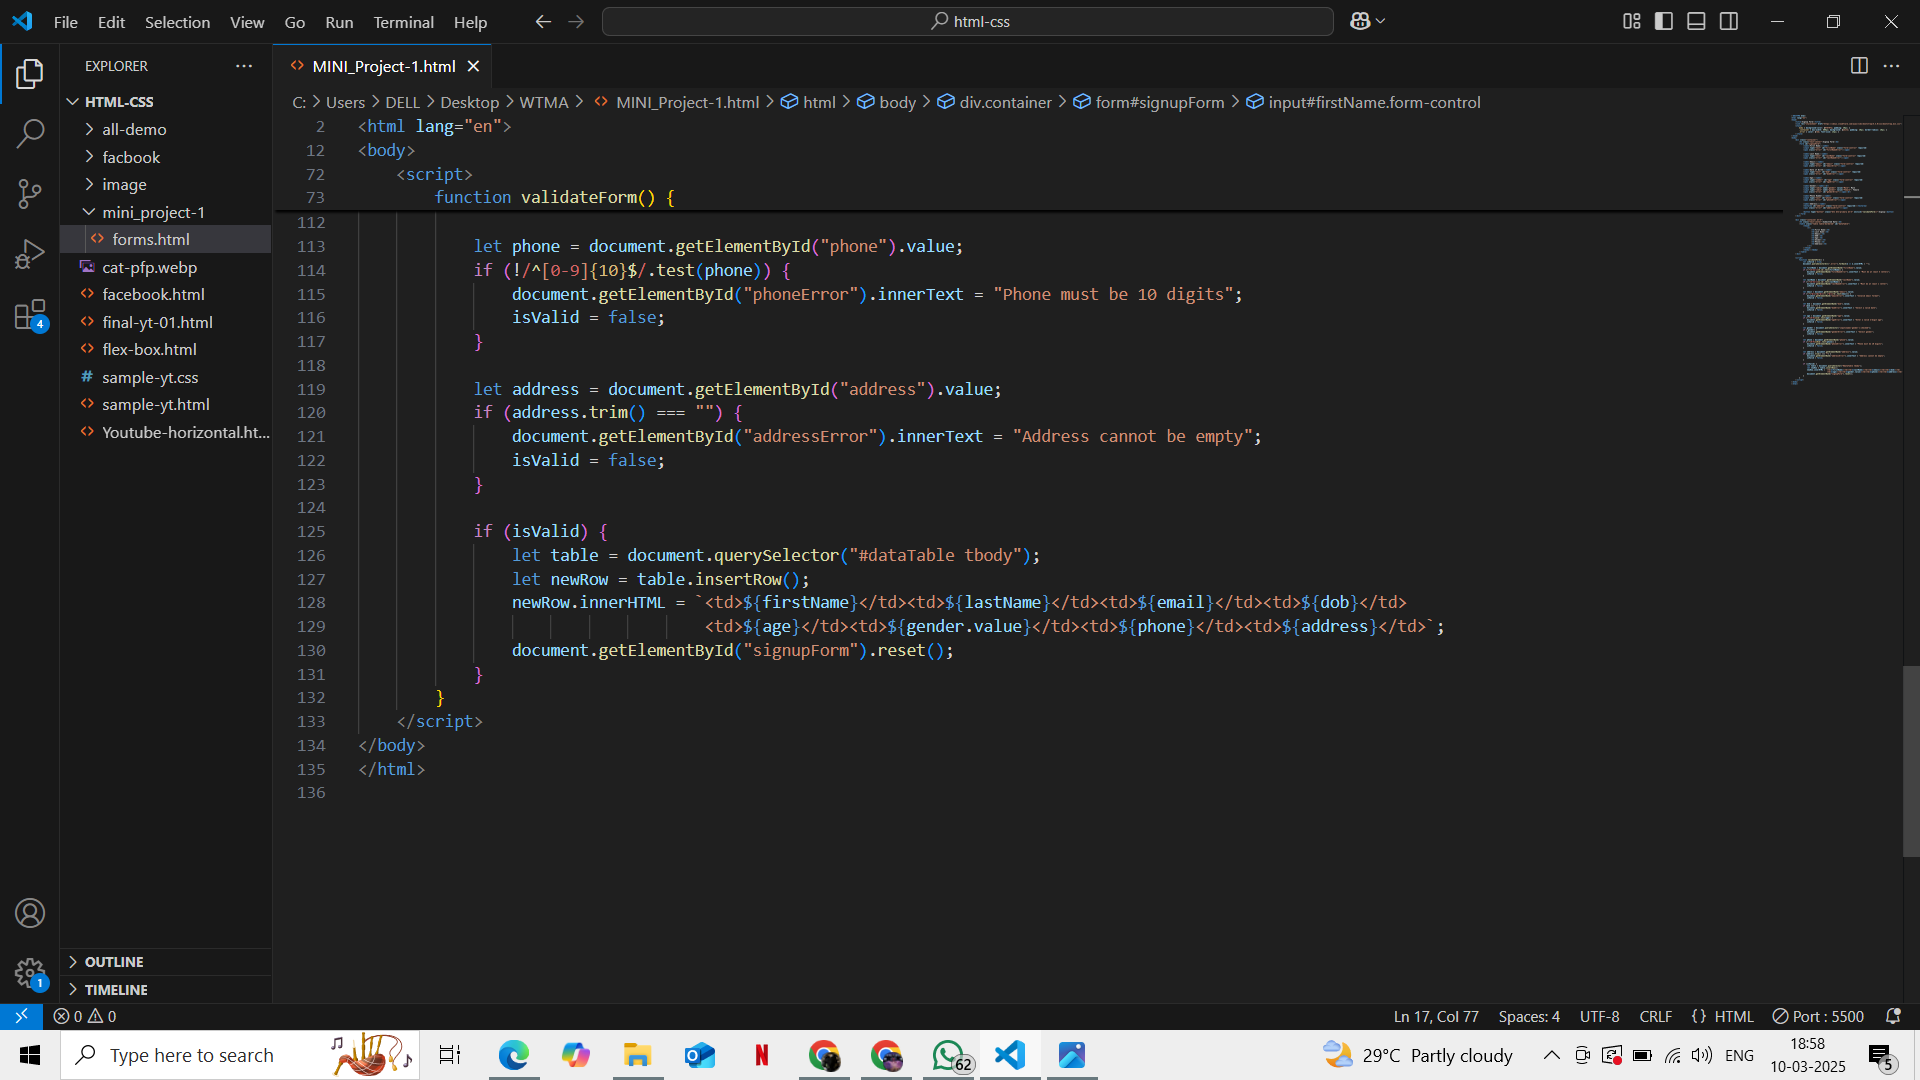 File Edit Selection View Go Run Terminal Help
html-css
EXPLORER
HTML-CSS
all-demo
facbook
image
mini_project-1
forms.html
cat-pfp.webp
facebook.html
final-yt-01.html
flex-box.html
sample-yt.css
sample-yt.html
Youtube-horizontal.ht...
OUTLINE
TIMELINE
4
1
MINI_Project-1.html
C: > Users > DELL > Desktop > WTMA > MINI_Project-1.html > html > body > div.container > form#signupForm > input#firstName.form-control
2 <html lang="en">
12 <body>
72 <script>
73 function validateForm() {
112
113 let phone = document.getElementById("phone").value;
114 if (!/^[0-9]{10}$/.test(phone)) {
115 document.getElementById("phoneError").innerText = "Phone must be 10 digits";
116 isValid = false;
117 }
118
119 let address = document.getElementById("address").value;
120 if (address.trim() === "") {
121 document.getElementById("addressError").innerText = "Address cannot be empty";
122 isValid = false;
123 }
124
125 if (isValid) {
126 let table = document.querySelector("#dataTable tbody");
127 let newRow = table.insertRow();
128 newRow.innerHTML = `<td>${firstName}</td><td>${lastName}</td><td>${email}</td><td>${dob}</td>
129 <td>${age}</td><td>${gender.value}</td><td>${phone}</td><td>${address}</td>`;
130 document.getElementById("signupForm").reset();
131 }
132 }
133 </script>
134 </body>
135 </html>
136
0 0
Ln 17, Col 77 Spaces: 4 UTF-8 CRLF {} HTML Port : 5500
Type here to search
62
29°C Partly cloudy
ENG
18:58
10-03-2025
5